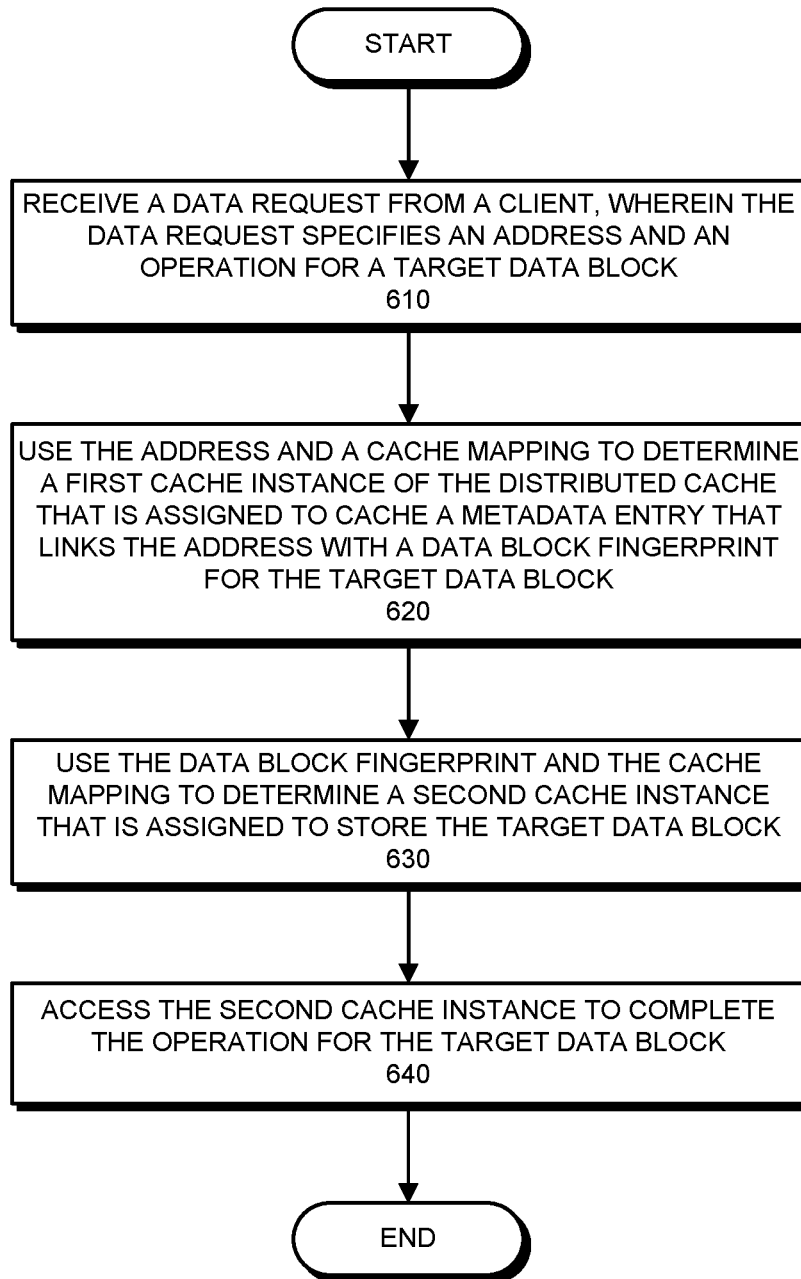 START
RECEIVE A DATA REQUEST FROM A CLIENT, WHEREIN THE
DATA REQUEST SPECIFIES AN ADDRESS AND AN
OPERATION FOR A TARGET DATA BLOCK
610
USE THE ADDRESS AND A CACHE MAPPING TO DETERMINE
A FIRST CACHE INSTANCE OF THE DISTRIBUTED CACHE
THAT IS ASSIGNED TO CACHE A METADATA ENTRY THAT
LINKS THE ADDRESS WITH A DATA BLOCK FINGERPRINT
FOR THE TARGET DATA BLOCK
620
USE THE DATA BLOCK FINGERPRINT AND THE CACHE
MAPPING TO DETERMINE A SECOND CACHE INSTANCE
THAT IS ASSIGNED TO STORE THE TARGET DATA BLOCK
630
ACCESS THE SECOND CACHE INSTANCE TO COMPLETE
THE OPERATION FOR THE TARGET DATA BLOCK
640
END